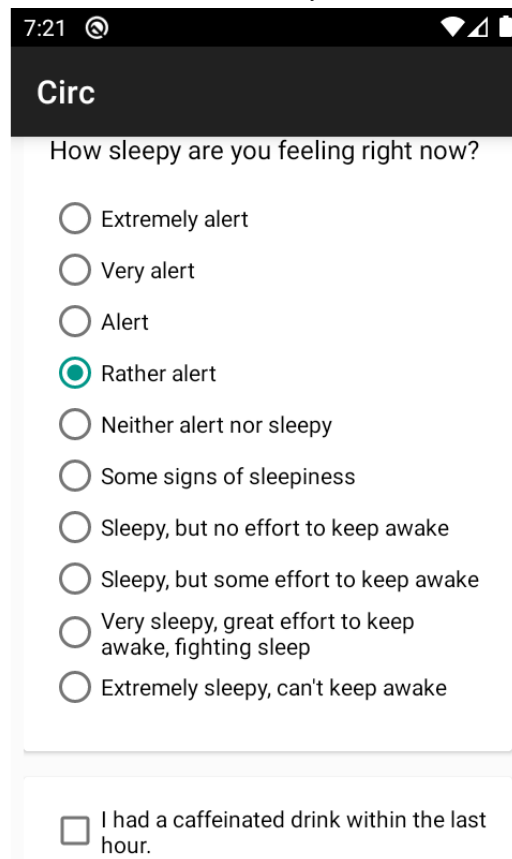 7:21
Circ
How sleepy are you feeling right now?
Extremely alert
Very alert
Alert
Rather alert
Neither alert nor sleepy
Some signs of sleepiness
Sleepy, but no effort to keep awake
Sleepy, but some effort to keep awake
Very sleepy, great effort to keep
awake, fighting sleep
Extremely sleepy, can't keep awake
I had a caffeinated drink within the last
hour.